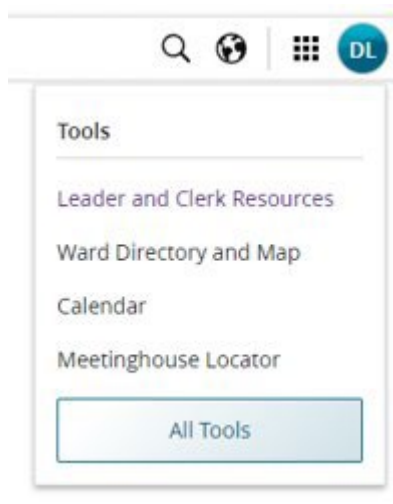 DL
Tools
Leader and Clerk Resources
Ward Directory and Map
Calendar
Meetinghouse Locator
All Tools